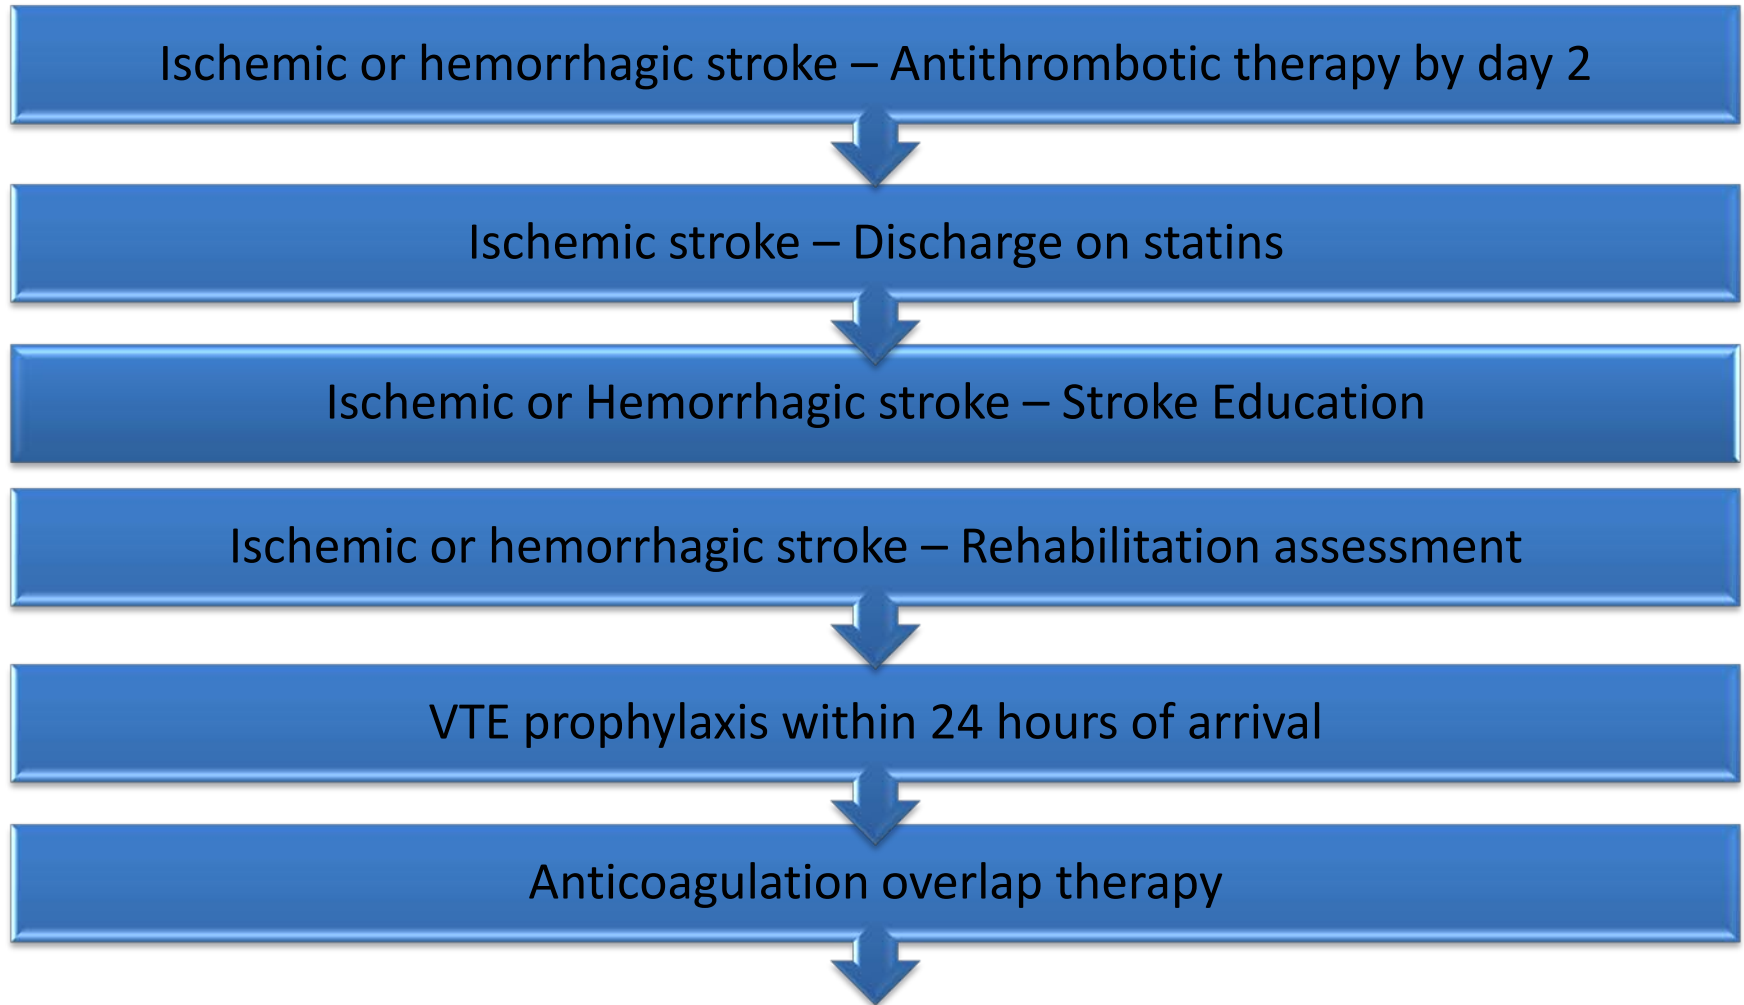 Ischemic or hemorrhagic stroke – Antithrombotic therapy by day 2
Ischemic stroke – Discharge on statins
Ischemic or Hemorrhagic stroke – Stroke Education
Ischemic or hemorrhagic stroke – Rehabilitation assessment
VTE prophylaxis within 24 hours of arrival
Anticoagulation overlap therapy